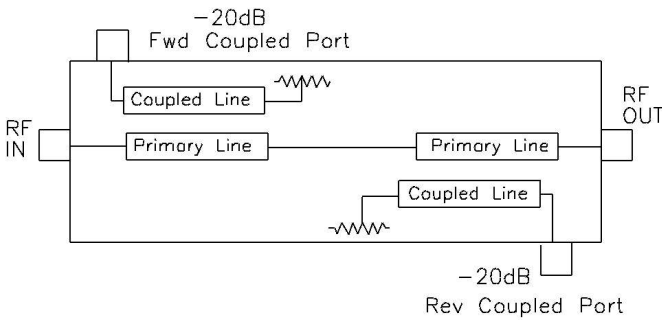 -20dB
Fwd Coupled Port
Coupled Line
RF
IN
Primary Line
Primary Line
RF
OUT
Coupled Line
-20dB
Rev Coupled Port